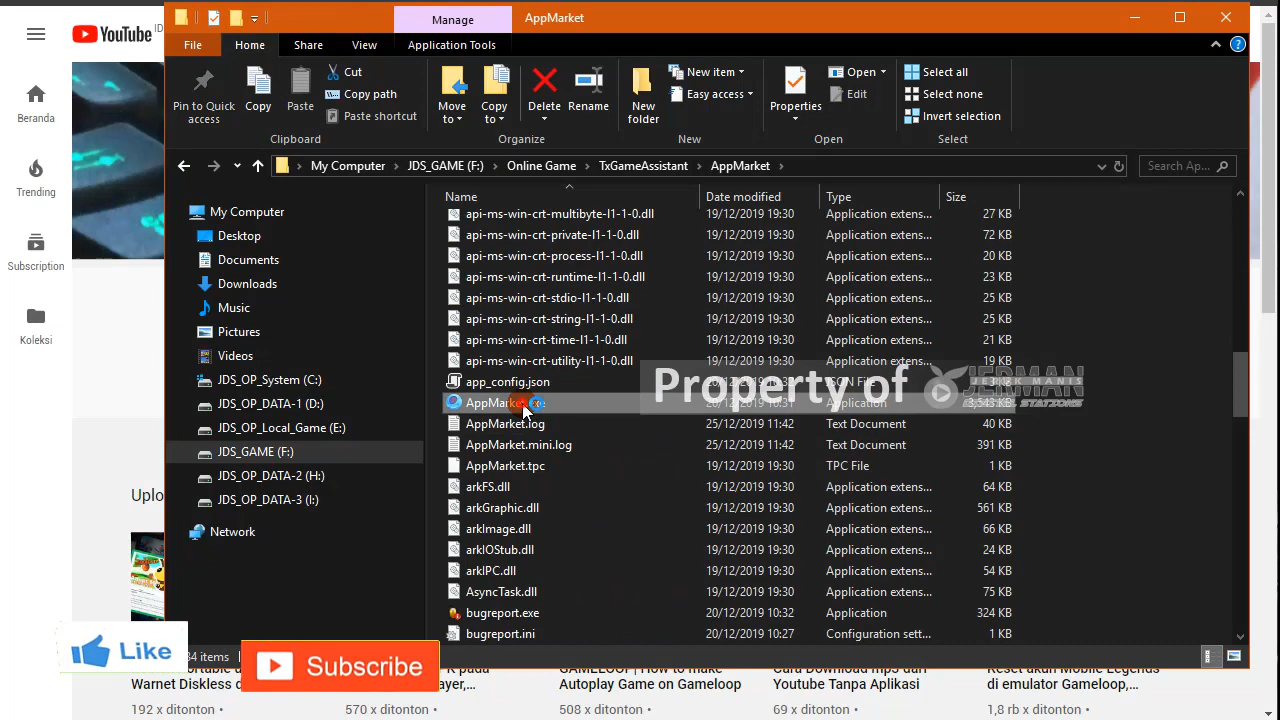 YouTube ID
Beranda
Trending
Subscription
Koleksi
Manage
AppMarket
File
Home
Share
View
Application Tools
Pin to Quick access
Copy
Paste
Cut
Copy path
Paste shortcut
Clipboard
Move to
Copy to
Delete
Rename
Organize
New folder
New item
Easy access
New
Properties
Open
Edit
Open
Select all
Select none
Invert selection
Select
My Computer > JDS_GAME (F:) > Online Game > TxGameAssistant > AppMarket >
Search Ap...
My Computer
Desktop
Documents
Downloads
Music
Pictures
Videos
JDS_OP_System (C:)
JDS_OP_DATA-1 (D:)
JDS_OP_Local_Game (E:)
JDS_GAME (F:)
JDS_OP_DATA-2 (H:)
JDS_OP_DATA-3 (I:)
Network
Name Date modified Type Size
api-ms-win-crt-multibyte-l1-1-0.dll 19/12/2019 19:30 Application extens... 27 KB
api-ms-win-crt-private-l1-1-0.dll 19/12/2019 19:30 Application extens... 72 KB
api-ms-win-crt-process-l1-1-0.dll 19/12/2019 19:30 Application extens... 20 KB
api-ms-win-crt-runtime-l1-1-0.dll 19/12/2019 19:30 Application extens... 23 KB
api-ms-win-crt-stdio-l1-1-0.dll 19/12/2019 19:30 Application extens... 25 KB
api-ms-win-crt-string-l1-1-0.dll 19/12/2019 19:30 Application extens... 25 KB
api-ms-win-crt-time-l1-1-0.dll 19/12/2019 19:30 Application extens... 21 KB
api-ms-win-crt-utility-l1-1-0.dll 19/12/2019 19:30 Application extens... 19 KB
app_config.json JSON File
Property of JERMAN
JERUK MANIS
DIGITAL STATIONS
AppMarket 20/12/2019 10:31 Application 3,543 KB
AppMarket.log 25/12/2019 11:42 Text Document 40 KB
AppMarket.mini.log 25/12/2019 11:42 Text Document 391 KB
AppMarket.tpc 19/12/2019 19:30 TPC File 1 KB
arkFS.dll 19/12/2019 19:30 Application extens... 64 KB
arkGraphic.dll 19/12/2019 19:30 Application extens... 561 KB
arkImage.dll 19/12/2019 19:30 Application extens... 66 KB
arkIOStub.dll 19/12/2019 19:30 Application extens... 24 KB
arkIPC.dll 19/12/2019 19:30 Application extens... 54 KB
AsyncTask.dll 19/12/2019 19:30 Application extens... 75 KB
bugreport.exe 20/12/2019 10:32 Application 324 KB
bugreport.ini 20/12/2019 10:27 Configuration sett... 1 KB
items
Uplo
Like
Subscribe
Warnet Diskless
192 x ditonton •
570 x ditonton •
GAMELOOP | How to make
Autoplay Game on Gameloop
508 x ditonton •
Youtube Tanpa Aplikasi
69 x ditonton •
Reset akun Mobile Legends
di emulator Gameloop,...
1,8 rb x ditonton •